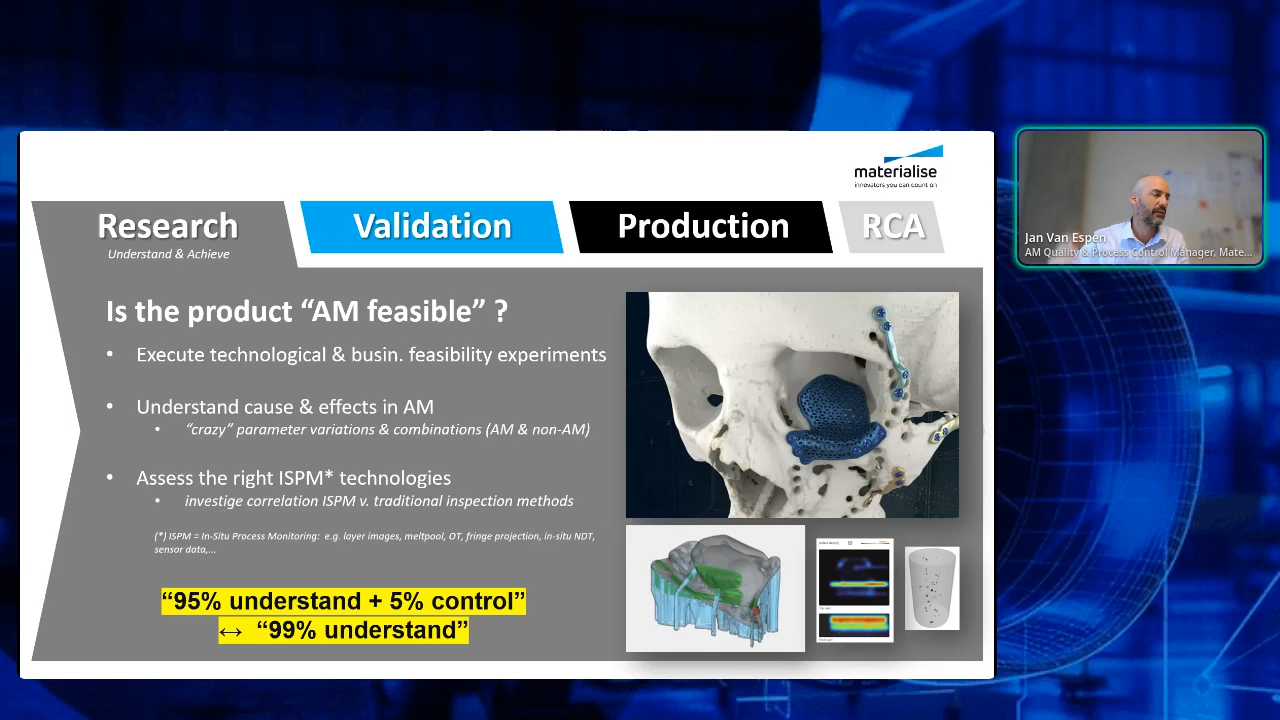 materialise
innovators you can count on
Research
Understand & Achieve
Validation
Production
RCA
Jan Van Espen
AM Quality & Process Control Manager, Mate...
Is the product “AM feasible” ?
• Execute technological & busin. feasibility experiments
• Understand cause & effects in AM
• “crazy” parameter variations & combinations (AM & non-AM)
• Assess the right ISPM* technologies
• investige correlation ISPM v. traditional inspection methods
(*) ISPM = In-Situ Process Monitoring: e.g. layer images, meltpool, OT, fringe projection, in-situ NDT,
sensor data,...
“95% understand + 5% control”
↔ “99% understand”